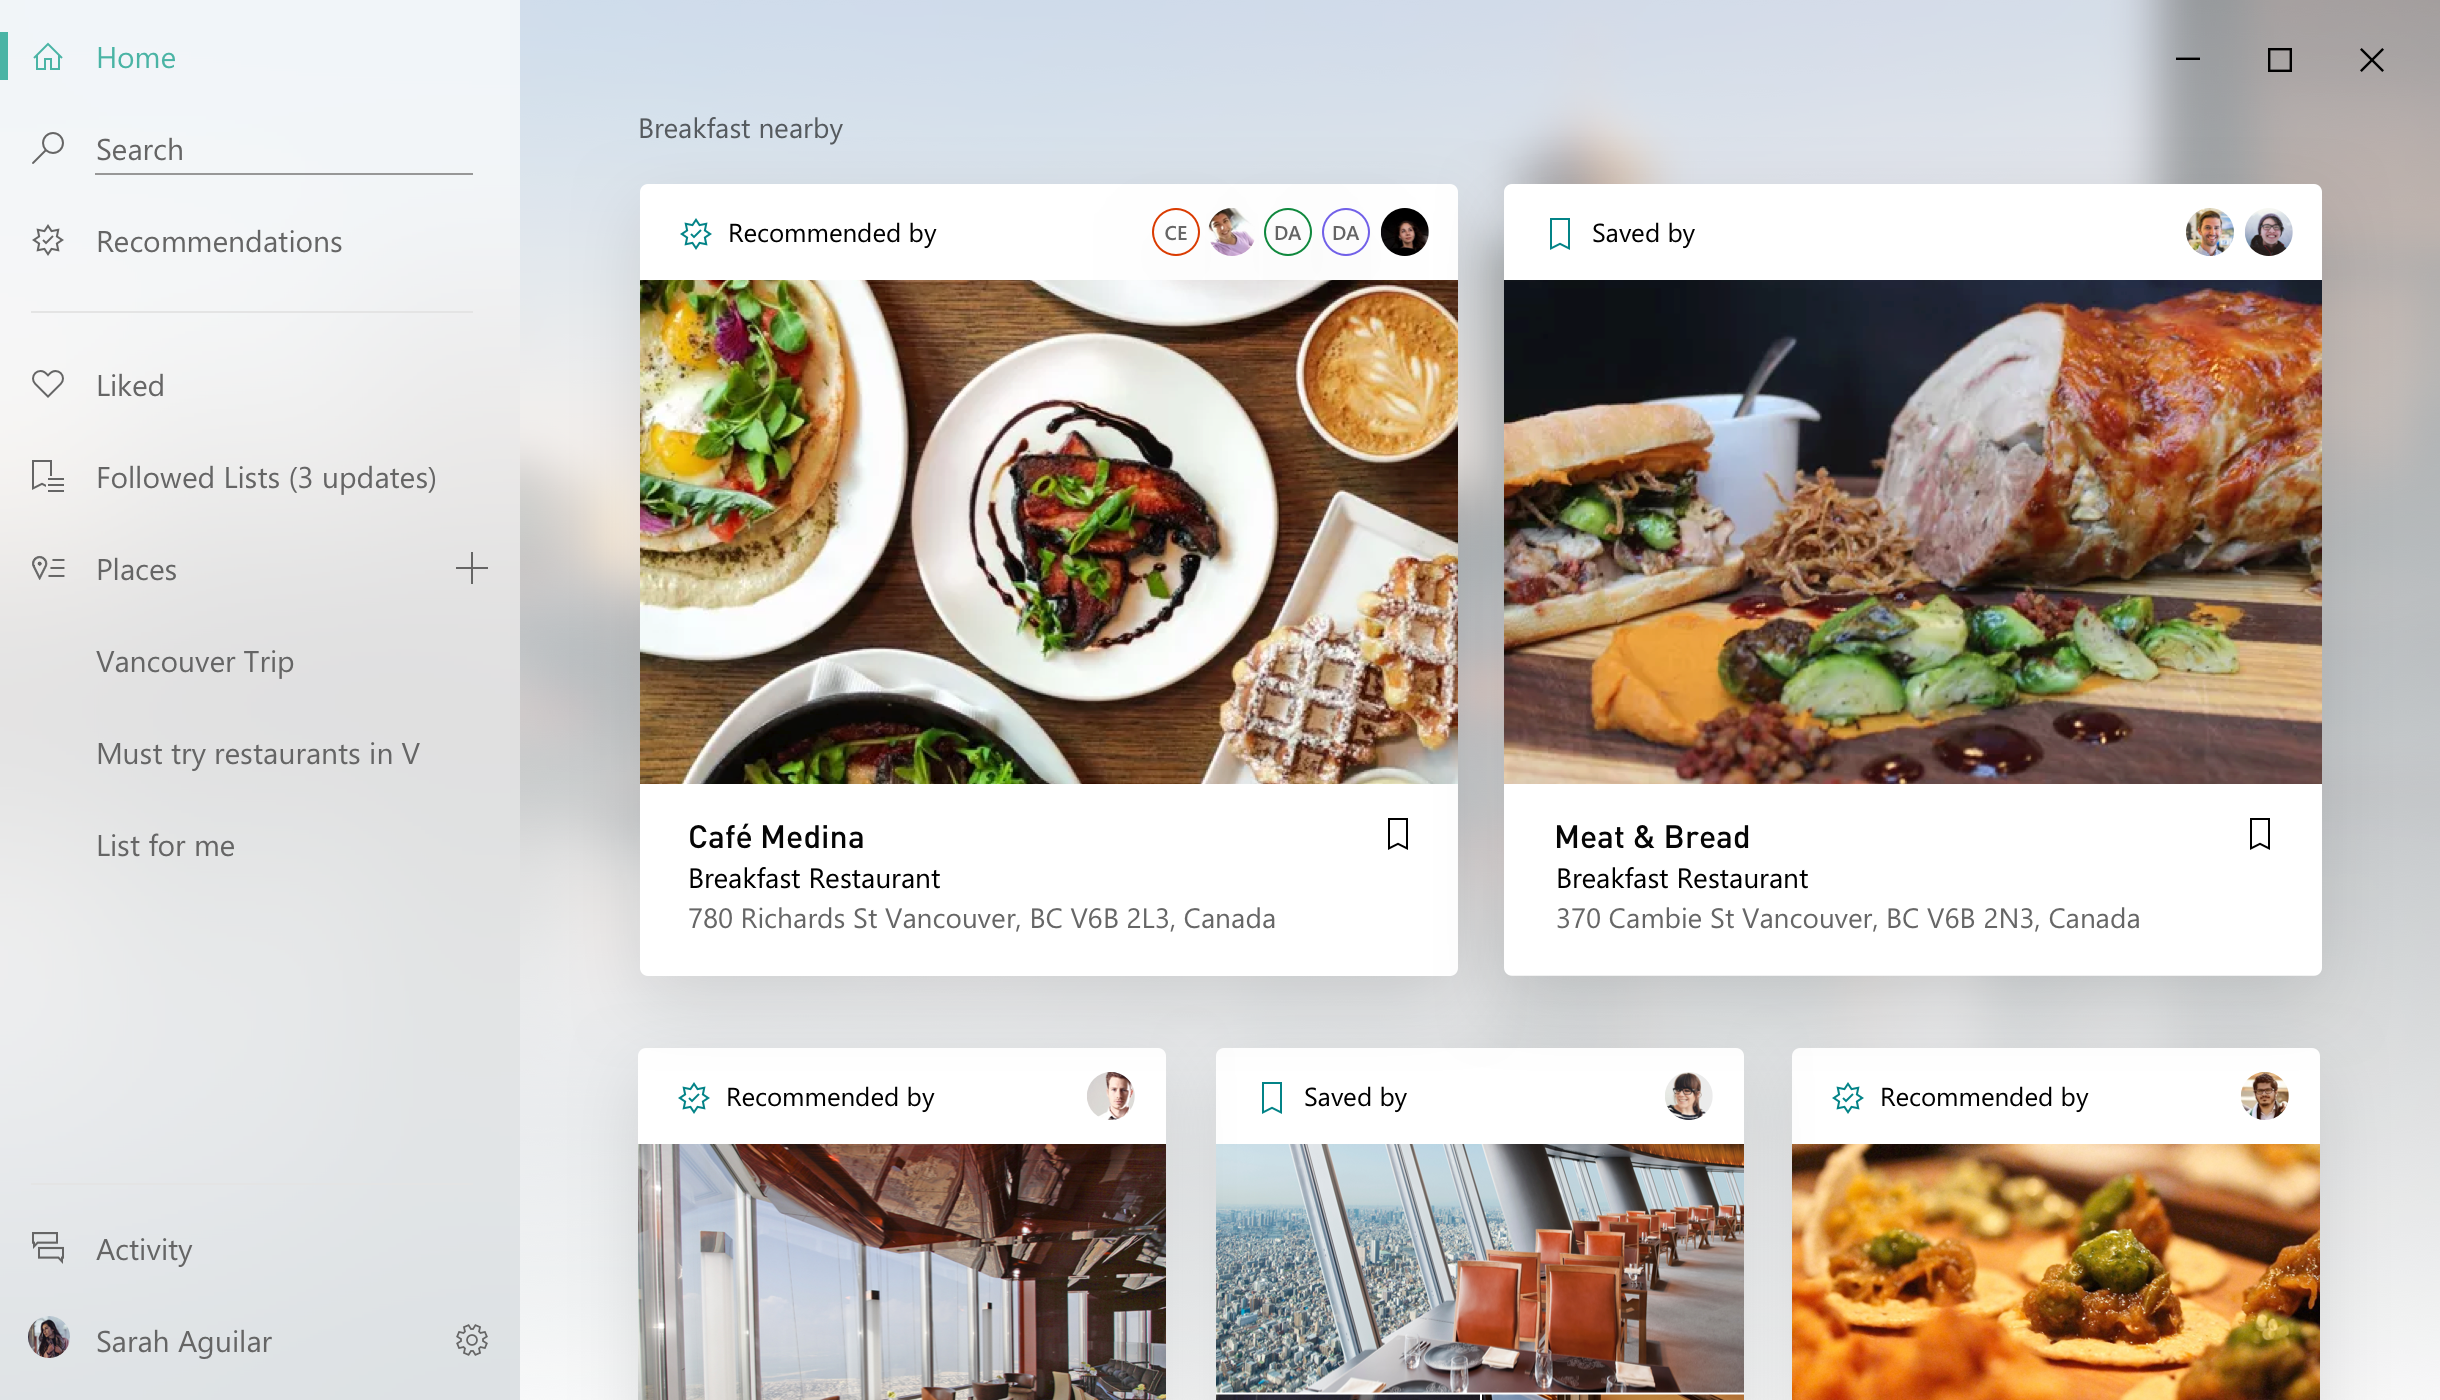 Home
Search
Recommendations
Liked
Followed Lists (3 updates)
Places
Vancouver Trip
Must try restaurants in V
List for me
Activity
Sarah Aguilar
Breakfast nearby
Recommended by
CE
DA
DA
Café Medina
Breakfast Restaurant
780 Richards St Vancouver, BC V6B 2L3, Canada
Saved by
Meat & Bread
Breakfast Restaurant
370 Cambie St Vancouver, BC V6B 2N3, Canada
Recommended by
Saved by
Recommended by